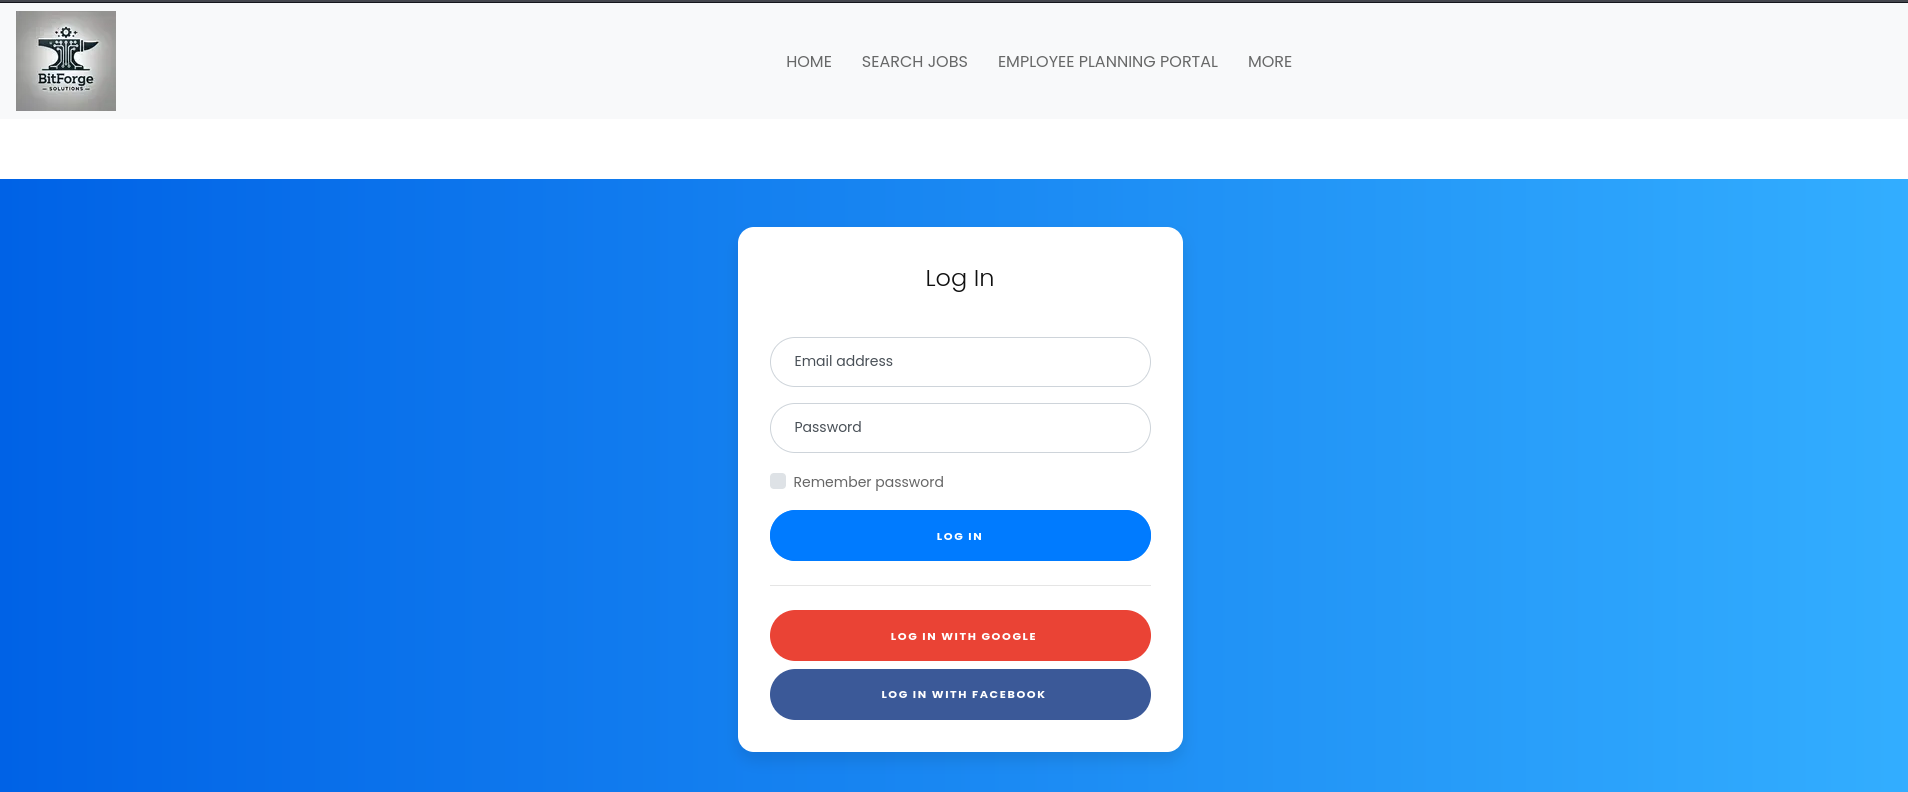 BitForge
SOLUTIONS
HOME SEARCH JOBS EMPLOYEE PLANNING PORTAL MORE
Log In
Email address
Password
Remember password
LOG IN
LOG IN WITH GOOGLE
LOG IN WITH FACEBOOK